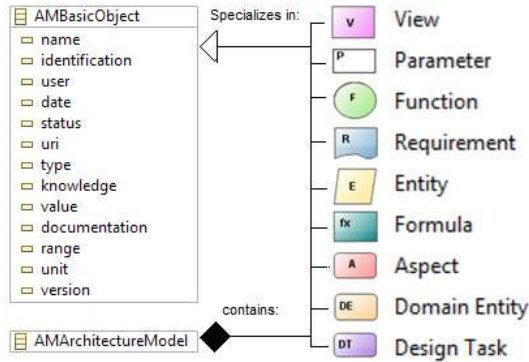 AMBasicObject
name
identification
user
date
status
uri
type
knowledge
value
documentation
range
unit
version
AMArchitectureModel
Specializes in:
contains:
V View
P Parameter
F Function
R Requirement
E Entity
fx Formula
A Aspect
DE Domain Entity
DT Design Task